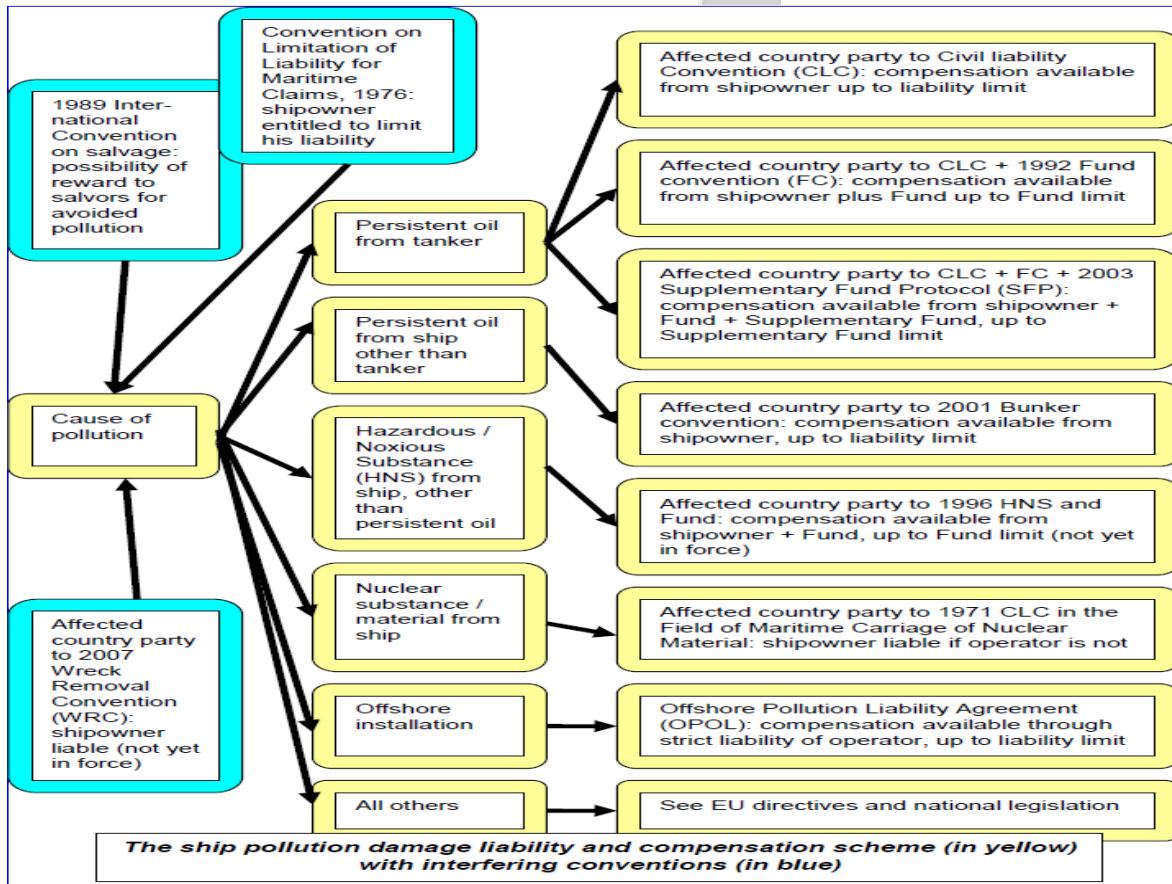 1989 Inter-
national
Convention
on salvage:
possibility of
reward to
salvors for
avoided
pollution
Convention on
Limitation of
Liability for
Maritime
Claims, 1976:
shipowner
entitled to limit
his liability
Cause of
pollution
Affected
country party
to 2007
Wreck
Removal
Convention
(WRC):
shipowner
liable (not yet
in force)
Persistent oil
from tanker
Persistent oil
from ship
other than
tanker
Hazardous /
Noxious
Substance
(HNS) from
ship, other
than
persistent oil
Nuclear
substance /
material from
ship
Offshore
installation
All others
Affected country party to Civil liability
Convention (CLC): compensation available
from shipowner up to liability limit
Affected country party to CLC + 1992 Fund
convention (FC): compensation available
from shipowner plus Fund up to Fund limit
Affected country party to CLC + FC + 2003
Supplementary Fund Protocol (SFP):
compensation available from shipowner +
Fund + Supplementary Fund, up to
Supplementary Fund limit
Affected country party to 2001 Bunker
convention: compensation available from
shipowner, up to liability limit
Affected country party to 1996 HNS and
Fund: compensation available from
shipowner + Fund, up to Fund limit (not yet
in force)
Affected country party to 1971 CLC in the
Field of Maritime Carriage of Nuclear
Material: shipowner liable if operator is not
Offshore Pollution Liability Agreement
(OPOL): compensation available through
strict liability of operator, up to liability limit
See EU directives and national legislation
The ship pollution damage liability and compensation scheme (in yellow)
with interfering conventions (in blue)